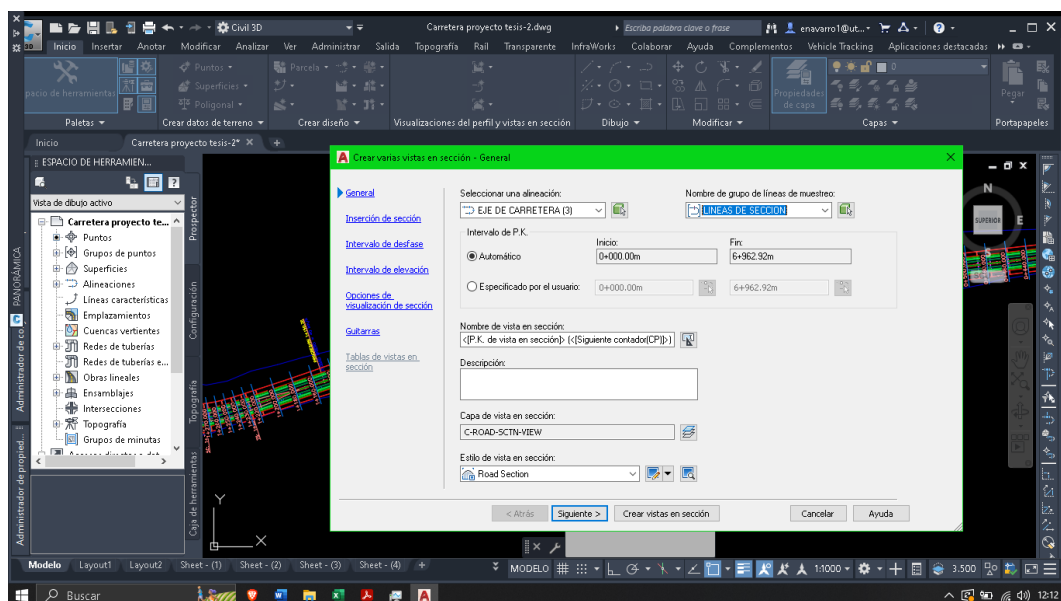 Civil 3D
Carretera proyecto tesis-2.dwg
Escriba palabra clave o frase
enavarro1@ut...
Inicio Insertar Anotar Modificar Analizar Ver Administrar Salida Topografía Rail Transparente InfraWorks Colaborar Ayuda Complementos Vehicle Tracking Aplicaciones destacadas
pacio de herramientas
Puntos
Superficies
Poligonal
Parcela
Propiedades
de capa
0
Pegar
Paletas
Crear datos de terreno
Crear diseño
Visualizaciones del perfil y vistas en sección
Dibujo
Modificar
Capas
Portapapeles
Inicio
Carretera proyecto tesis-2*
ESPACIO DE HERRAMIEN...
Vista de dibujo activo
Carretera proyecto te...
Puntos
Grupos de puntos
Superficies
Alineaciones
Líneas características
Emplazamientos
Cuencas vertientes
Redes de tuberías
Redes de tuberías e...
Obras lineales
Ensamblajes
Intersecciones
Topografía
Grupos de minutas
Prospector
Configuración
Topografía
Caja de herramientas
PANORÁMICA
Administrador de co
Administrador de propied...
Crear varias vistas en sección - General
General
Inserción de sección
Intervalo de desfase
Intervalo de elevación
Opciones de
visualización de sección
Guitarras
Tablas de vistas en
sección
Seleccionar una alineación:
EJE DE CARRETERA (3)
Nombre de grupo de líneas de muestreo:
LINEAS DE SECCION
Intervalo de P.K.
Inicio:
Fin:
Automático
0+000.00m
6+962.92m
Especificado por el usuario:
0+000.00m
6+962.92m
Nombre de vista en sección:
<[P.K. de vista en sección]> (<[Siguiente contador(CP)]>)
Descripción:
Capa de vista en sección:
C-ROAD-SCTN-VIEW
Estilo de vista en sección:
Road Section
< Atrás
Siguiente >
Crear vistas en sección
Cancelar
Ayuda
N
SUPERIOR
E
S
Y
X
Modelo Layout1 Layout2 Sheet - (1) Sheet - (2) Sheet - (3) Sheet - (4) +
MODELO
1:1000
3.500
Buscar
12:12